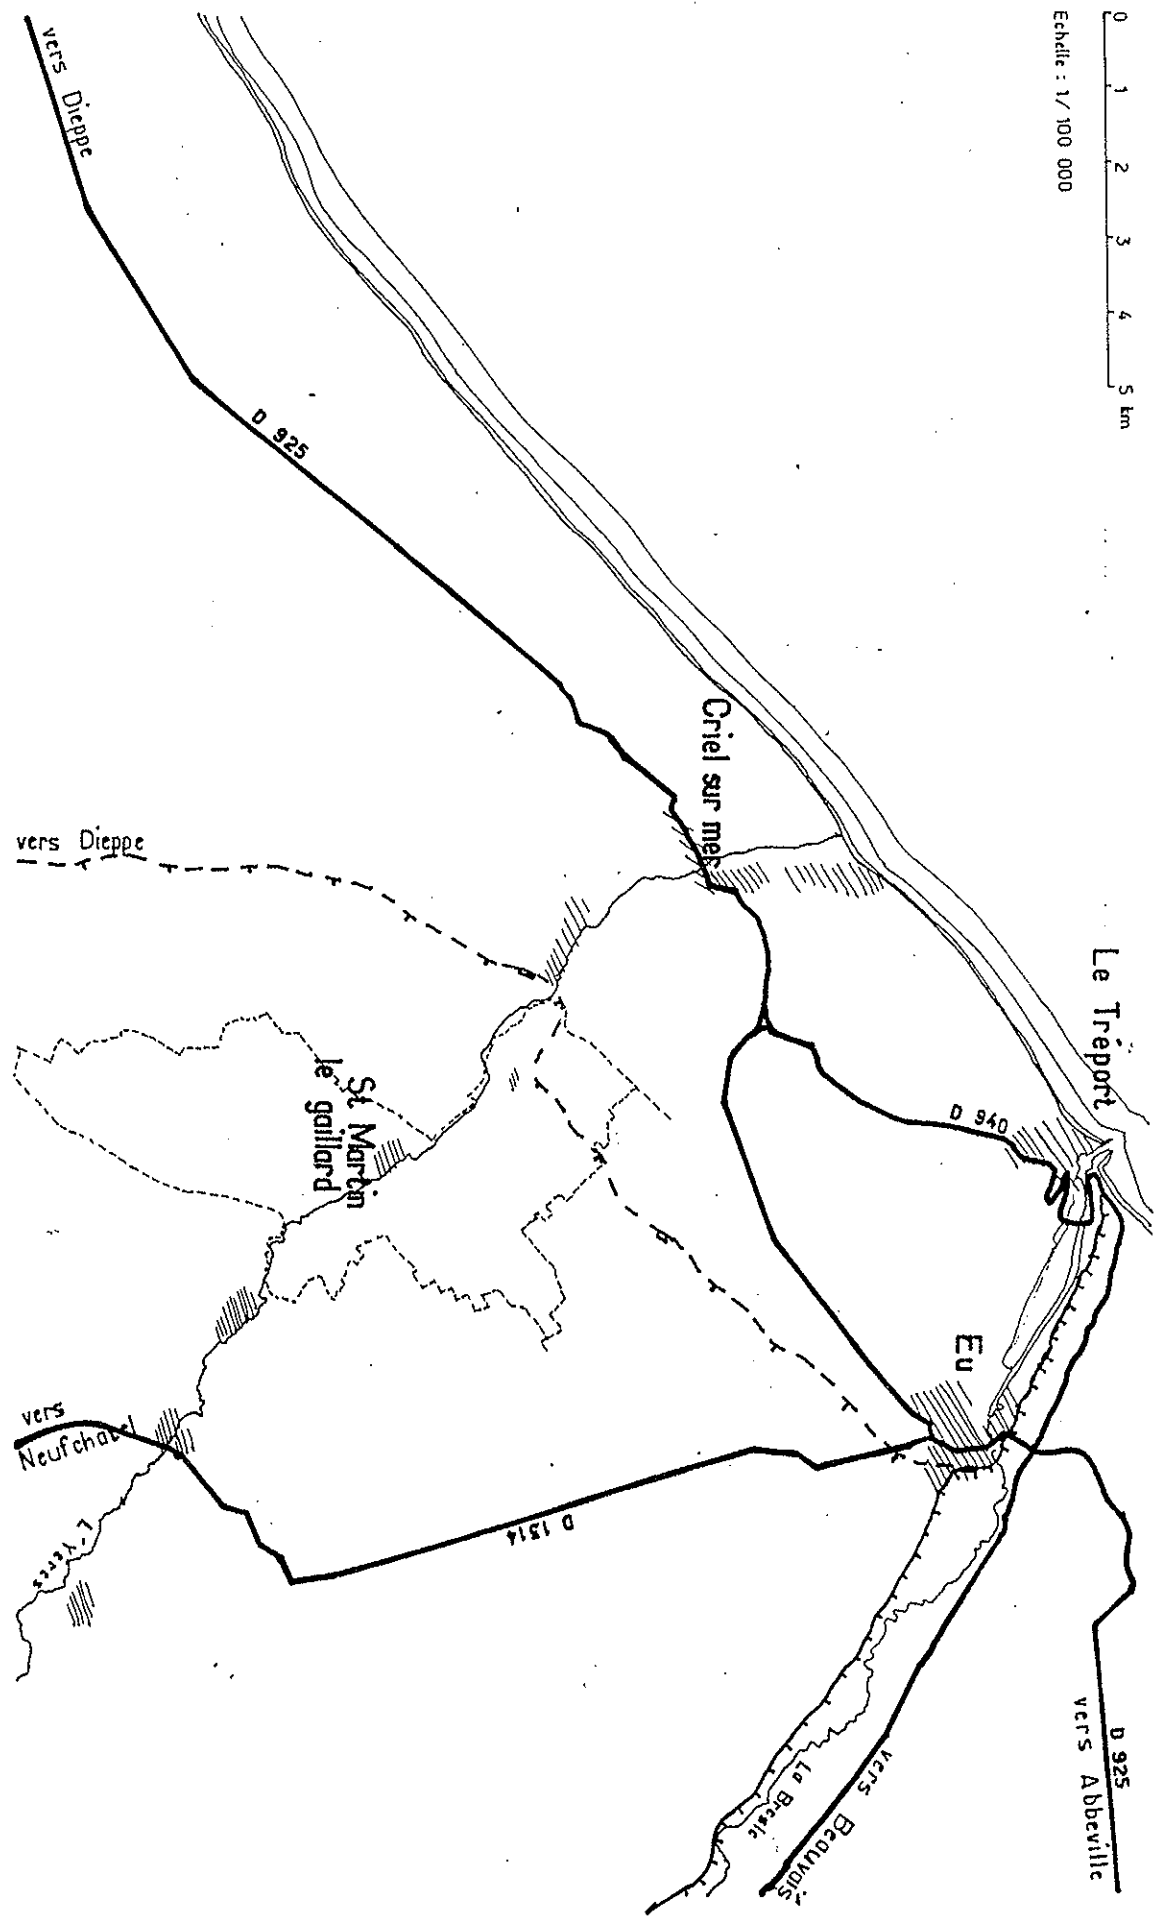 0 1 2 3 4 5 km
Echelle : 1/100 000
Le Tréport
D 940
D 925
vers Abbeville
Eu
vers Beauvais
La Bresle
Criel sur mer
D 925
vers Dieppe
D 1314
St Martin
le gaillard
vers Dieppe
vers
Neufchatel
L'Yeres